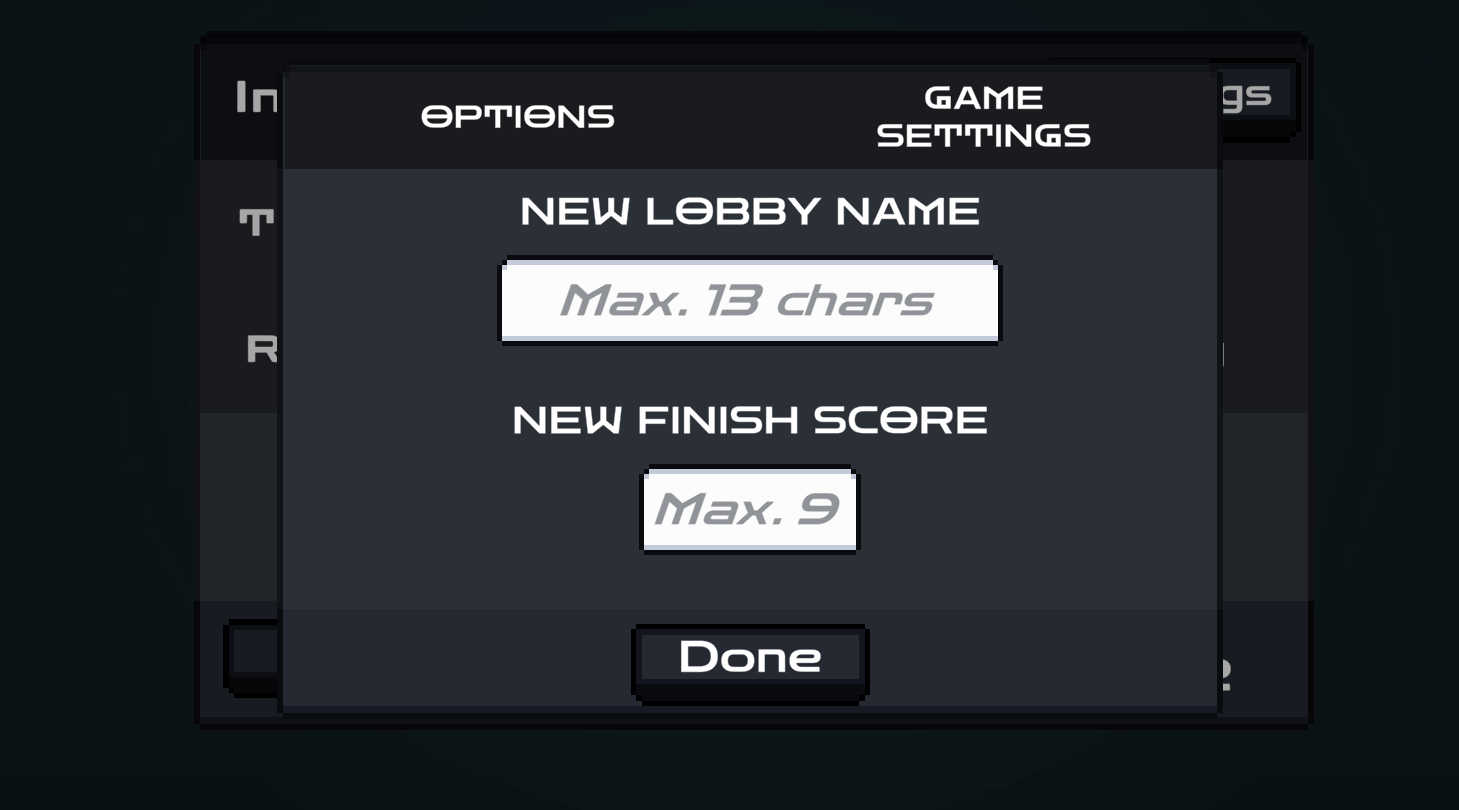 OPTIONS
GAME
SETTINGS
NEW LOBBY NAME
Max. 13 chars
NEW FINISH SCORE
Max. 9
Done